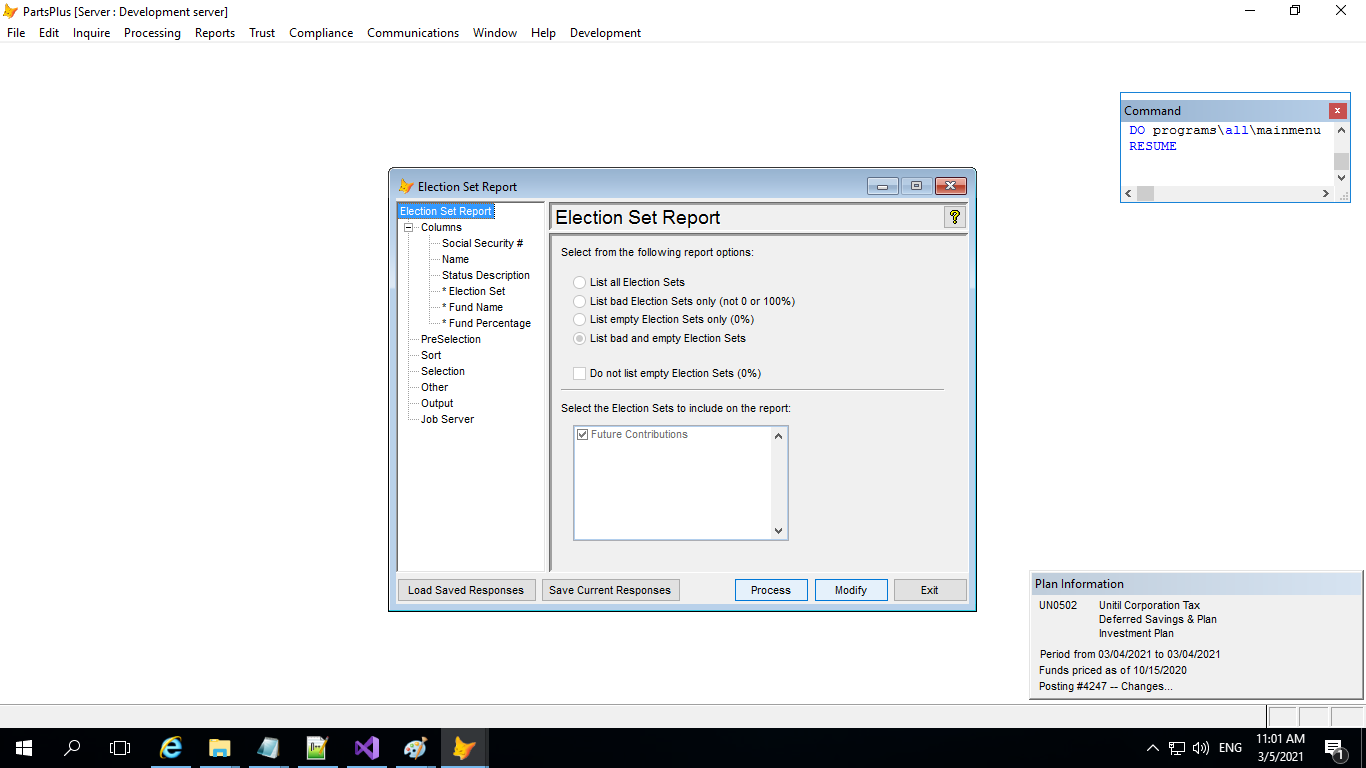 PartsPlus [Server : Development server]
File Edit Inquire Processing Reports Trust Compliance Communications Window Help Development
Command
DO programs\all\mainmenu
RESUME
Election Set Report
Election Set Report
Columns
Social Security #
Name
Status Description
* Election Set
* Fund Name
* Fund Percentage
PreSelection
Sort
Selection
Other
Output
Job Server
Election Set Report
?
Select from the following report options:
List all Election Sets
List bad Election Sets only (not 0 or 100%)
List empty Election Sets only (0%)
List bad and empty Election Sets
Do not list empty Election Sets (0%)
Select the Election Sets to include on the report:
Future Contributions
Load Saved Responses Save Current Responses Process Modify Exit
Plan Information
UN0502 Unitil Corporation Tax
Deferred Savings & Plan
Investment Plan
Period from 03/04/2021 to 03/04/2021
Funds priced as of 10/15/2020
Posting #4247 -- Changes...
ENG
11:01 AM
3/5/2021
1